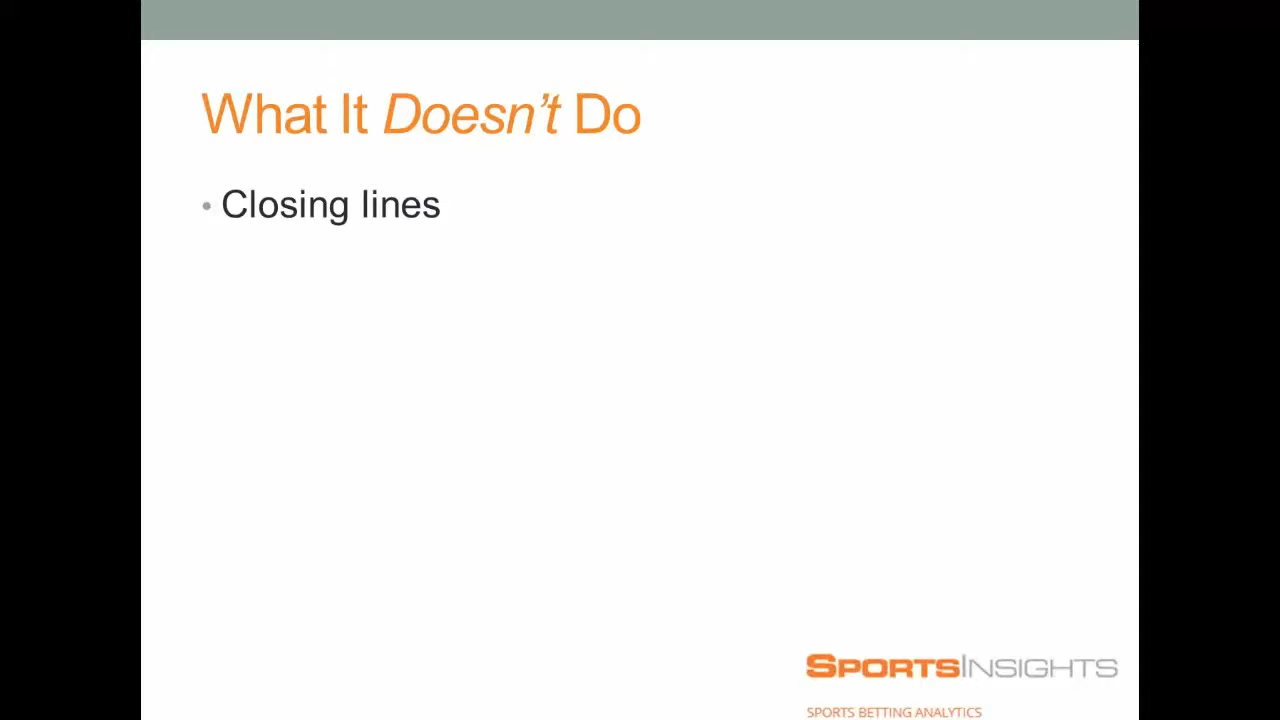 What It Doesn't Do
• Closing lines
SPORTSINSIGHTS
SPORTS BETTING ANALYTICS